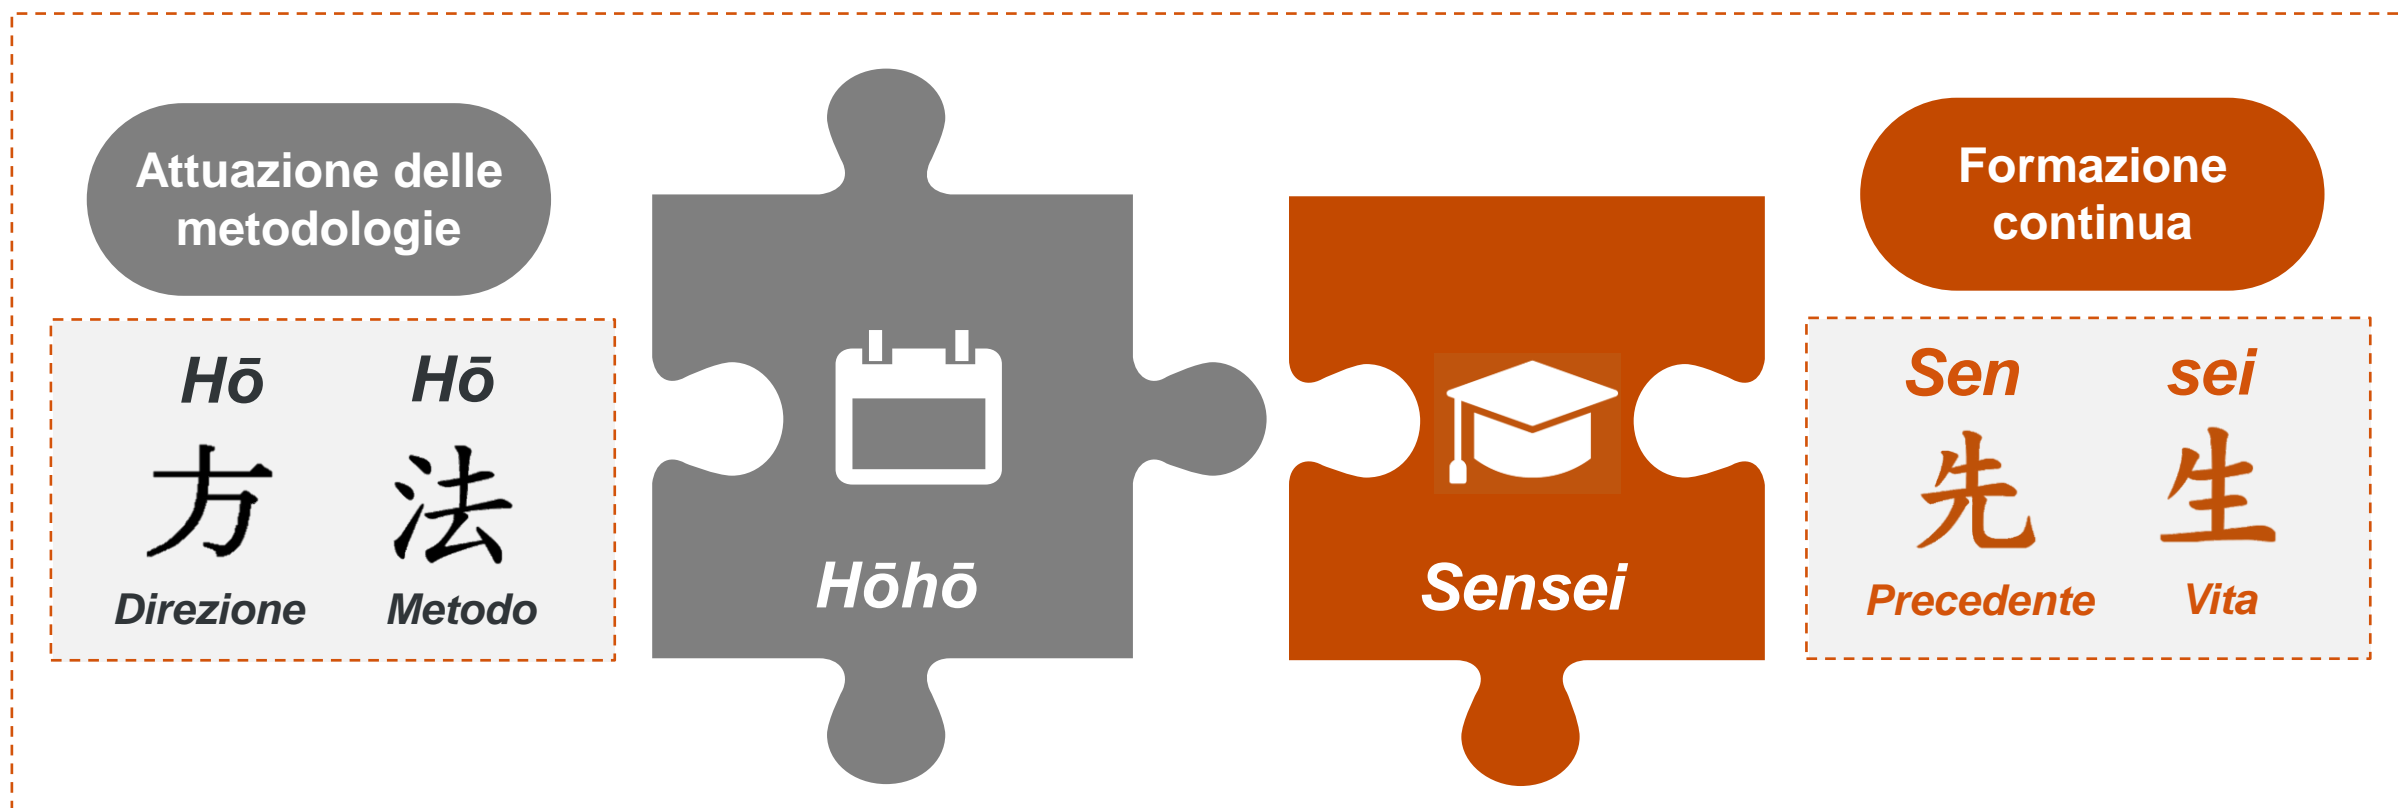 Attuazione delle
metodologie
Hō Hō
方 法
Direzione Metodo
Hōhō
Sensei
Formazione
continua
Sen sei
先 生
Precedente Vita